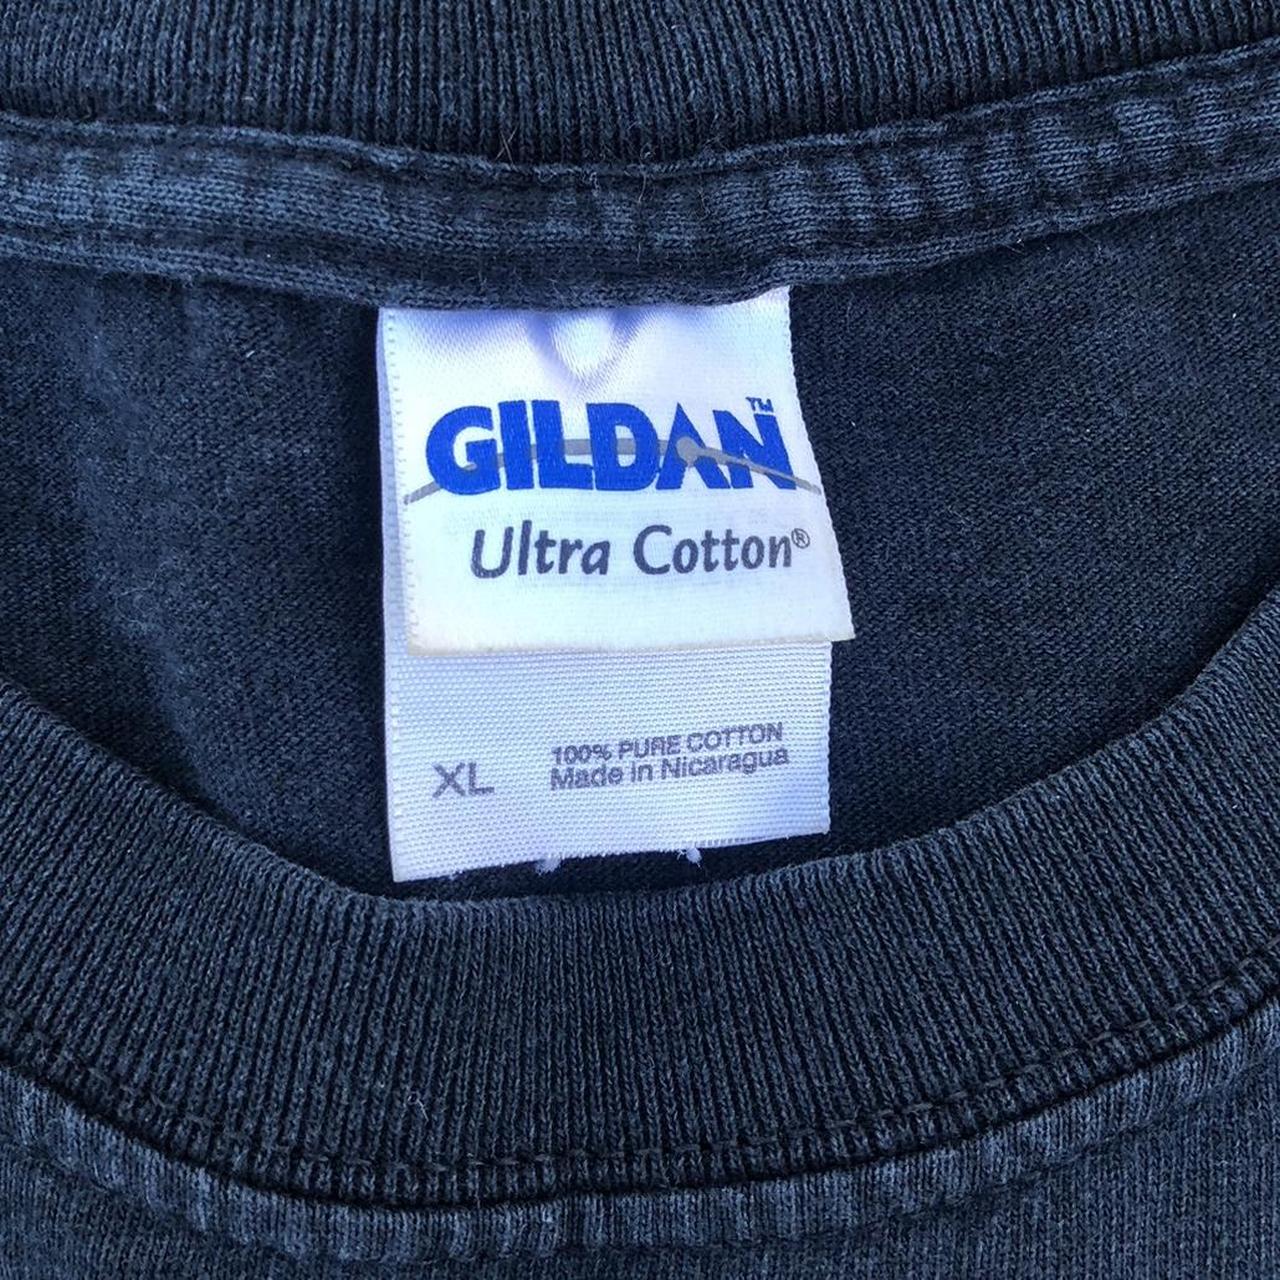 GILDAN™
Ultra Cotton®
XL
100% PURE COTTON
Made in Nicaragua